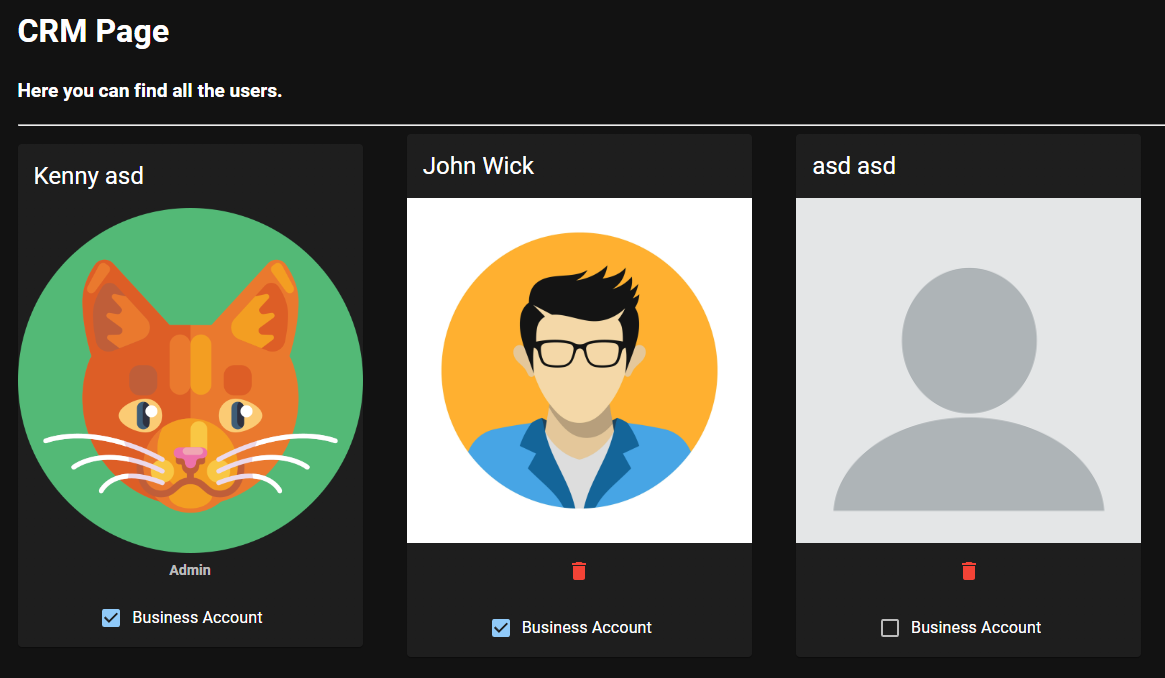 CRM Page
Here you can find all the users.
Kenny asd
Admin
Business Account
John Wick
Business Account
asd asd
Business Account